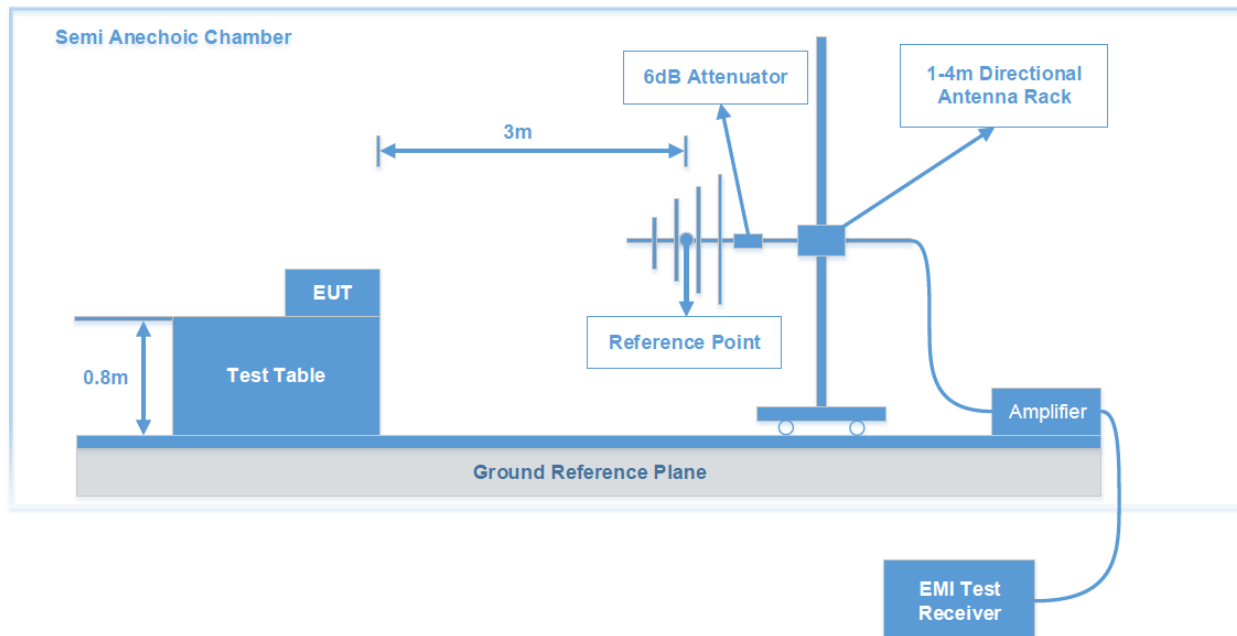 Semi Anechoic Chamber
6dB Attenuator
1-4m Directional
Antenna Rack
3m
EUT
Reference Point
0.8m
Test Table
Amplifier
Ground Reference Plane
EMI Test
Receiver